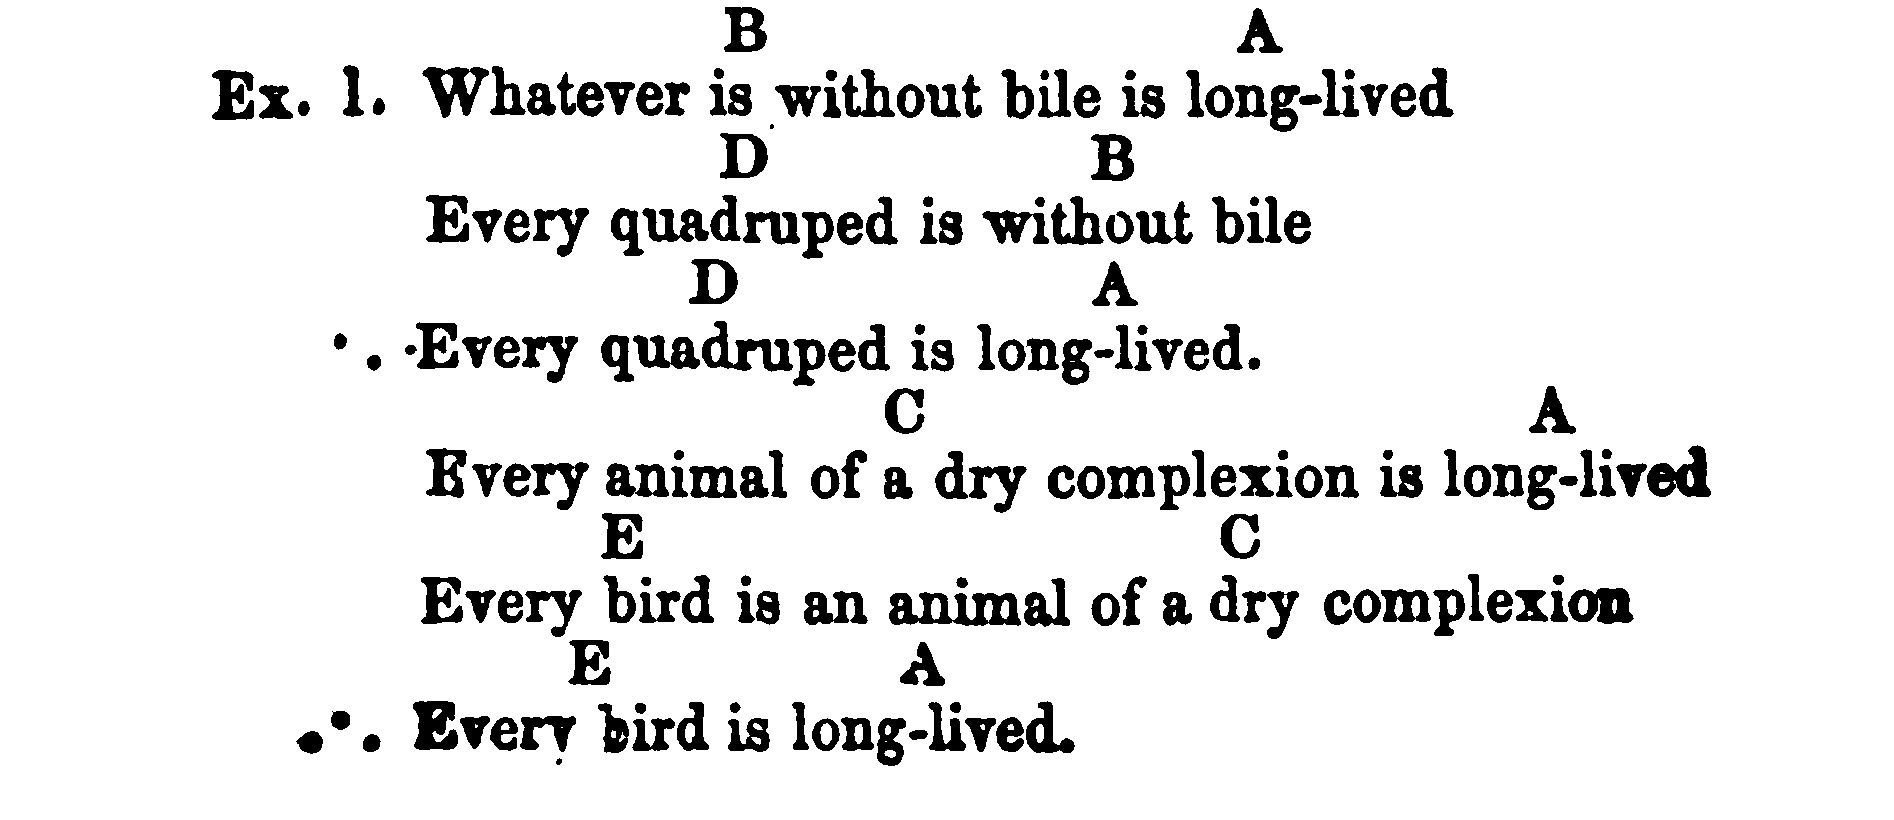 B A
Ex. 1. Whatever is without bile is long-lived
D B
Every quadruped is without bile
D A
∴ Every quadruped is long-lived.
C A
Every animal of a dry complexion is long-lived
E C
Every bird is an animal of a dry complexion
E A
∴ Every bird is long-lived.